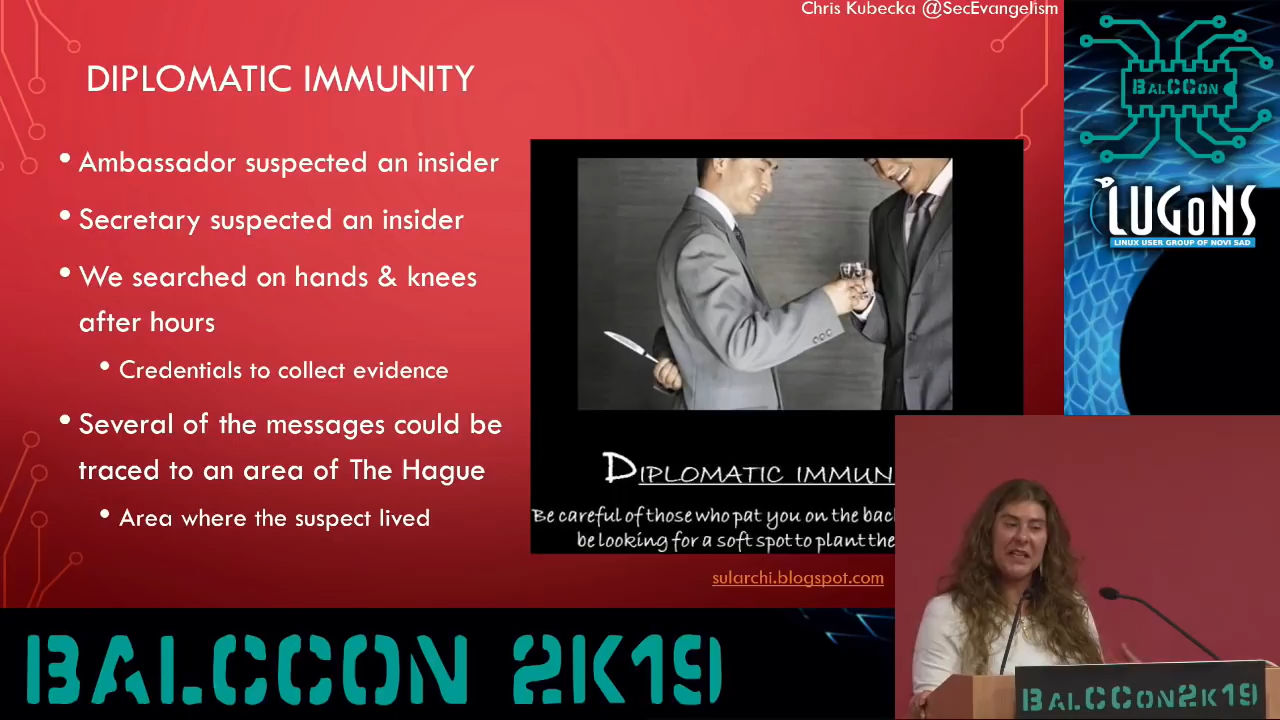 Chris Kubecka @SecEvangelism
DIPLOMATIC IMMUNITY
• Ambassador suspected an insider
• Secretary suspected an insider
• We searched on hands & knees
after hours
• Credentials to collect evidence
• Several of the messages could be
traced to an area of The Hague
• Area where the suspect lived
DIPLOMATIC IMMUN
Be careful of those who pat you on the bac
be looking for a soft spot to plant the
sularchi.blogspot.com
BALCCON
LUGONS
LINUX USER GROUP OF NOVI SAD
BALCCON 2K19
BALCCON2K19